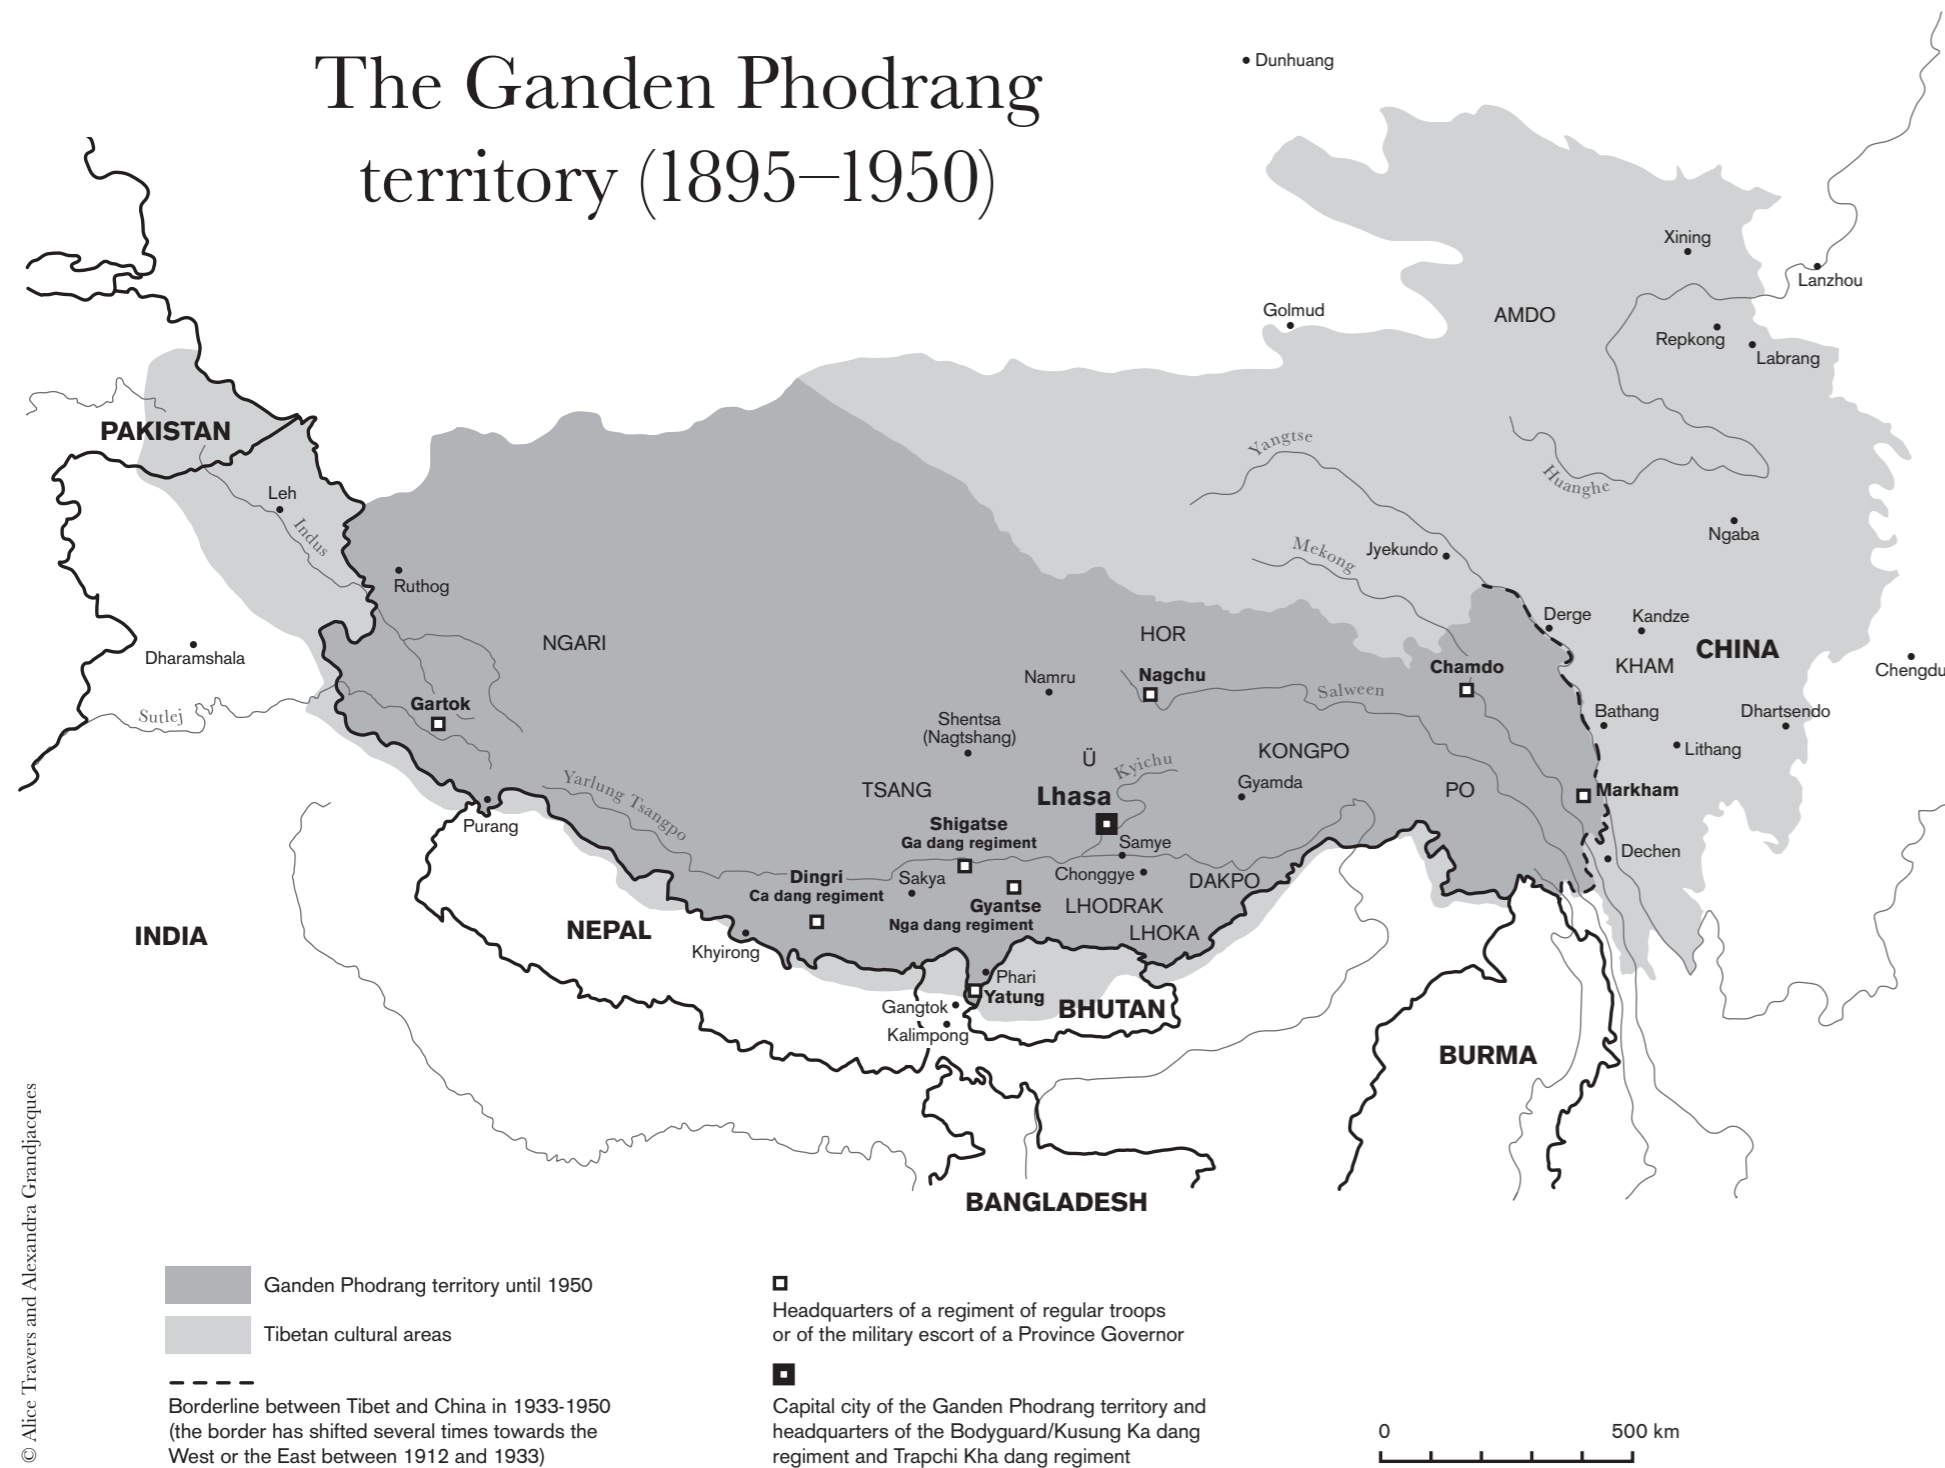 The Ganden Phodrang
territory (1895–1950)
Dunhuang
Xining
Lanzhou
Golmud
AMDO
Repkong
Labrang
PAKISTAN
Yangtse
Huanghe
Leh
Indus
Ngaba
Mekong
Jyekundo
Ruthog
Derge
Kandze
NGARI
HOR
CHINA
Dharamshala
KHAM
Chamdo
Chengdu
Nagchu
Namru
Salween
Gartok
Sutlej
Bathang
Dhartsendo
Shentsa
(Nagtshang)
Lithang
Ü
KONGPO
Kyichu
Yarlung Tsangpo
TSANG
Gyamda
PO
Markham
Lhasa
Purang
Shigatse
Ga dang regiment
Samye
Dechen
Dingri
Ca dang regiment
Sakya
Chonggye
DAKPO
Gyantse
Nga dang regiment
LHODRAK
LHOKA
INDIA
NEPAL
Khyirong
Phari
Yatung
Gangtok
BHUTAN
Kalimpong
BURMA
BANGLADESH
Ganden Phodrang territory until 1950
Tibetan cultural areas
Borderline between Tibet and China in 1933-1950
(the border has shifted several times towards the
West or the East between 1912 and 1933)
Headquarters of a regiment of regular troops
or of the military escort of a Province Governor
Capital city of the Ganden Phodrang territory and
headquarters of the Bodyguard/Kusung Ka dang
regiment and Trapchi Kha dang regiment
0 500 km
© Alice Travers and Alexandra Grandjacques